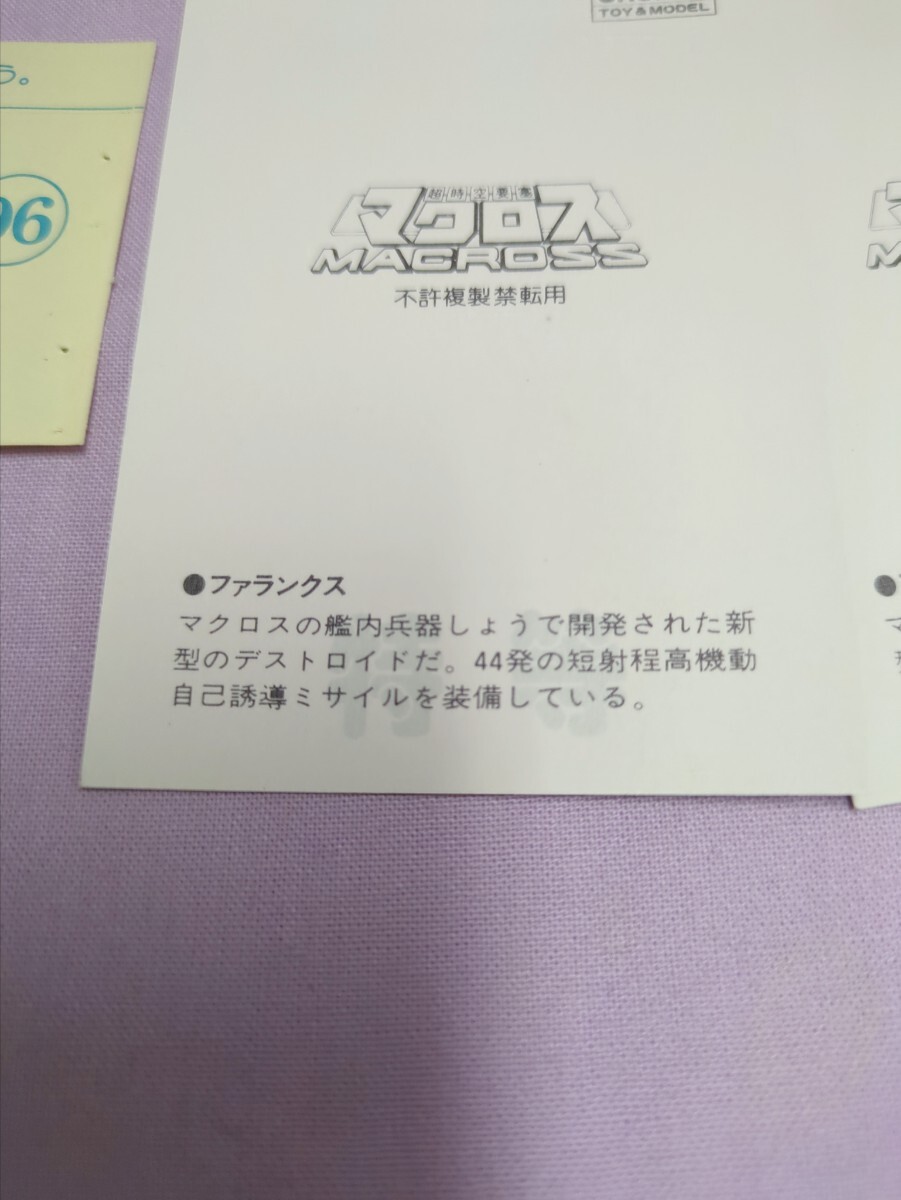 TOY & MODEL
う。
96
超時空要塞
マクロス
MACROSS
不許複製禁転用
●ファランクス
マクロスの艦内兵器しょうで開発された新
型のデストロイドだ。44発の短射程高機動
自己誘導ミサイルを装備している。